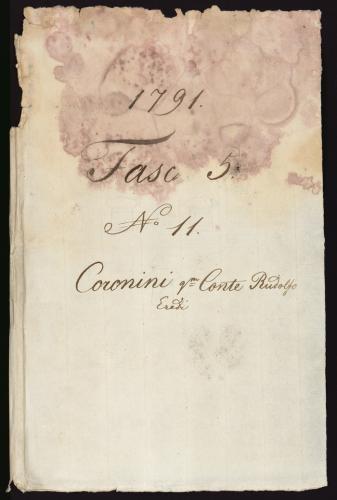 1791.
Fasc 5.
No 11.
Coronini qm Conte Rudolfo
Eredi